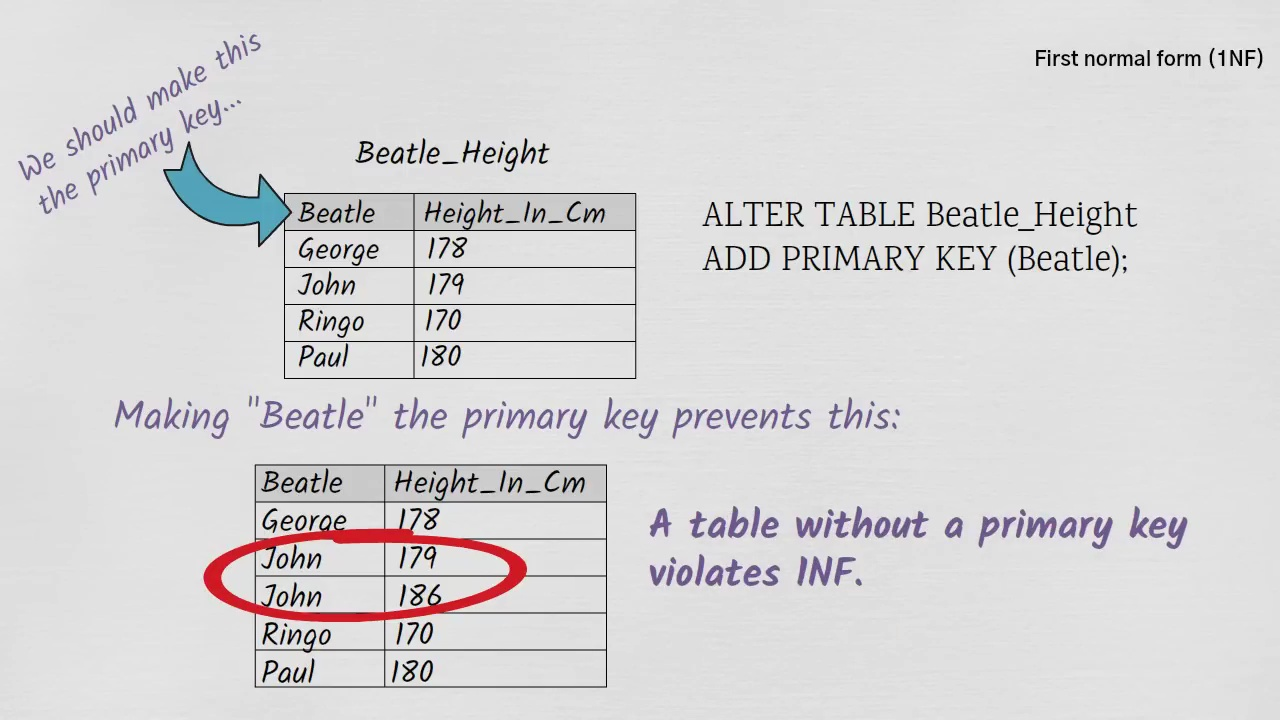 First normal form (1NF)
We should make this
the primary key...
Beatle_Height
Beatle Height_In_Cm
George 178
John 179
Ringo 170
Paul 180
ALTER TABLE Beatle_Height
ADD PRIMARY KEY (Beatle);
Making "Beatle" the primary key prevents this:
Beatle Height_In_Cm
George 178
John 179
John 186
Ringo 170
Paul 180
A table without a primary key
violates 1NF.